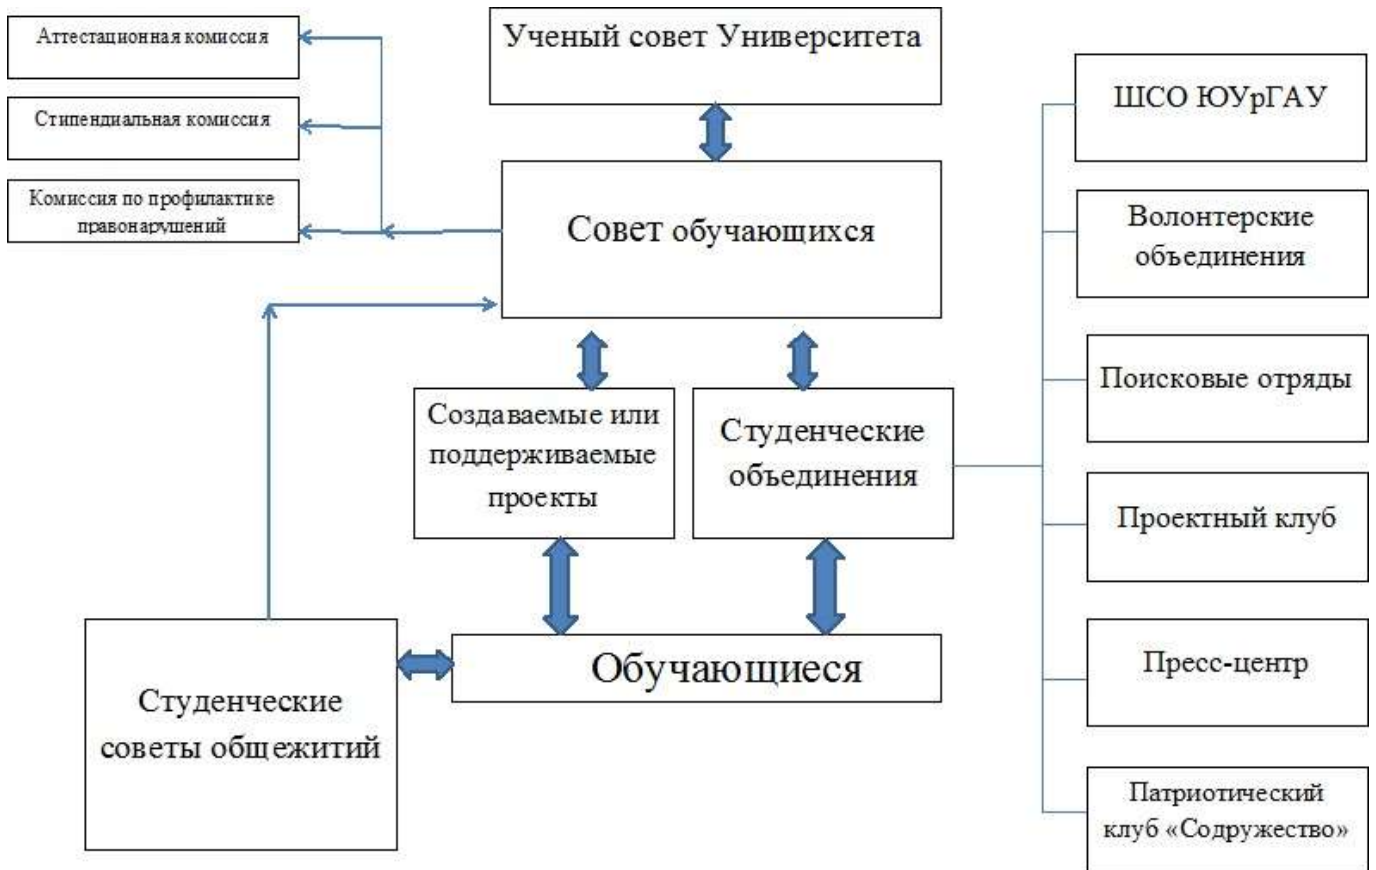 Аттестационная комиссия
Стипендиальная комиссия
Комиссия по профилактике
правонарушений
Ученый совет Университета
Совет обучающихся
Создаваемые или
поддерживаемые
проекты
Студенческие
объединения
Обучающиеся
Студенческие
советы общежитий
ШСО ЮУрГАУ
Волонтерские
объединения
Поисковые отряды
Проектный клуб
Пресс-центр
Патриотический
клуб «Содружество»